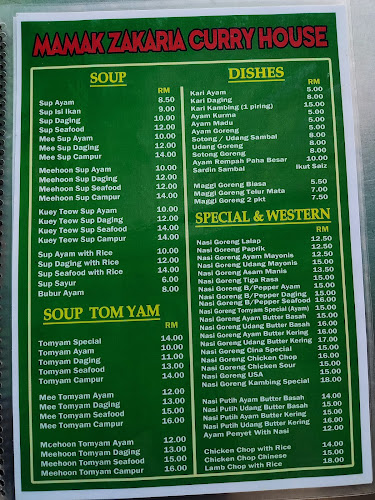 MAMAK ZAKARIA CURRY HOUSE
SOUP
RM
Sup Ayam 8.50
Sup Isi Ikan 9.00
Sup Daging 10.00
Sup Seafood 12.00
Mee Sup Ayam 10.00
Mee Sup Daging 12.00
Mee Sup Campur 14.00
Meehoon Sup Ayam 10.00
Meehoon Sup Daging 12.00
Meehoon Sup Seafood 12.00
Meehoon Sup Campur 14.00
Kuey Teow Sup Ayam 10.00
Kuey Teow Sup Daging 12.00
Kuey Teow Sup Seafood 12.00
Kuey Teow Sup Campur 14.00
Sup Ayam with Rice 10.00
Sup Daging with Rice 12.00
Sup Seafood with Rice 14.00
Sup Sayur 6.00
Bubur Ayam 8.00
SOUP TOM YAM
RM
Tomyam Special 14.00
Tomyam Ayam 10.00
Tomyam Daging 11.00
Tomyam Seafood 13.00
Tomyam Campur 14.00
Mee Tomyam Ayam 12.00
Mee Tomyam Daging 13.00
Mee Tomyam Seafood 15.00
Mee Tomyam Campur 16.00
Meehoon Tomyam Ayam 12.00
Meehoon Tomyam Daging 13.00
Meehoon Tomyam Seafood 15.00
Meehoon Tomyam Campur 16.00
DISHES
RM
Kari Ayam 5.00
Kari Daging 8.00
Kari Kambing (1 piring) 15.00
Ayam Kurma 5.00
Ayam Madu 5.00
Ayam Goreng 5.00
Sotong / Udang Sambal 8.00
Udang Goreng 8.00
Sotong Goreng 8.00
Ayam Rempah Paha Besar 10.00
Sardin Sambal Ikut Saiz
Maggi Goreng Biasa 5.50
Maggi Goreng Telur Mata 7.00
Maggi Goreng 2 pkt 7.50
SPECIAL & WESTERN
RM
Nasi Goreng Lalap 12.50
Nasi Goreng Paprik 12.50
Nasi Goreng Ayam Mayonis 12.50
Nasi Goreng Udang Mayonis 15.00
Nasi Goreng Asam Manis 13.50
Nasi Goreng Tiga Rasa 15.00
Nasi Goreng B/Pepper Ayam 15.00
Nasi Goreng B/Pepper Daging 15.00
Nasi Goreng B/Pepper Seafood 16.00
Nasi Goreng Tomyam Special (Ayam) 15.00
Nasi Goreng Ayam Butter Basah 15.00
Nasi Goreng Udang Butter Basah 16.00
Nasi Goreng Ayam Butter Kering 16.00
Nasi Goreng Udang Butter Kering 17.00
Nasi Goreng Cina Special 15.00
Nasi Goreng Chicken Chop 16.00
Nasi Goreng Chicken Sour 15.00
Nasi Goreng USA 15.00
Nasi Goreng Kambing Special 18.00
Nasi Putih Ayam Butter Basah 14.00
Nasi Putih Udang Butter Basah 15.00
Nasi Putih Ayam Butter Kering 15.00
Nasi Putih Udang Butter Kering 16.00
Ayam Penyet With Nasi 12.00
Chicken Chop with Rice 14.00
Chicken Chop Chinese 15.00
Lamb Chop with Rice 18.00